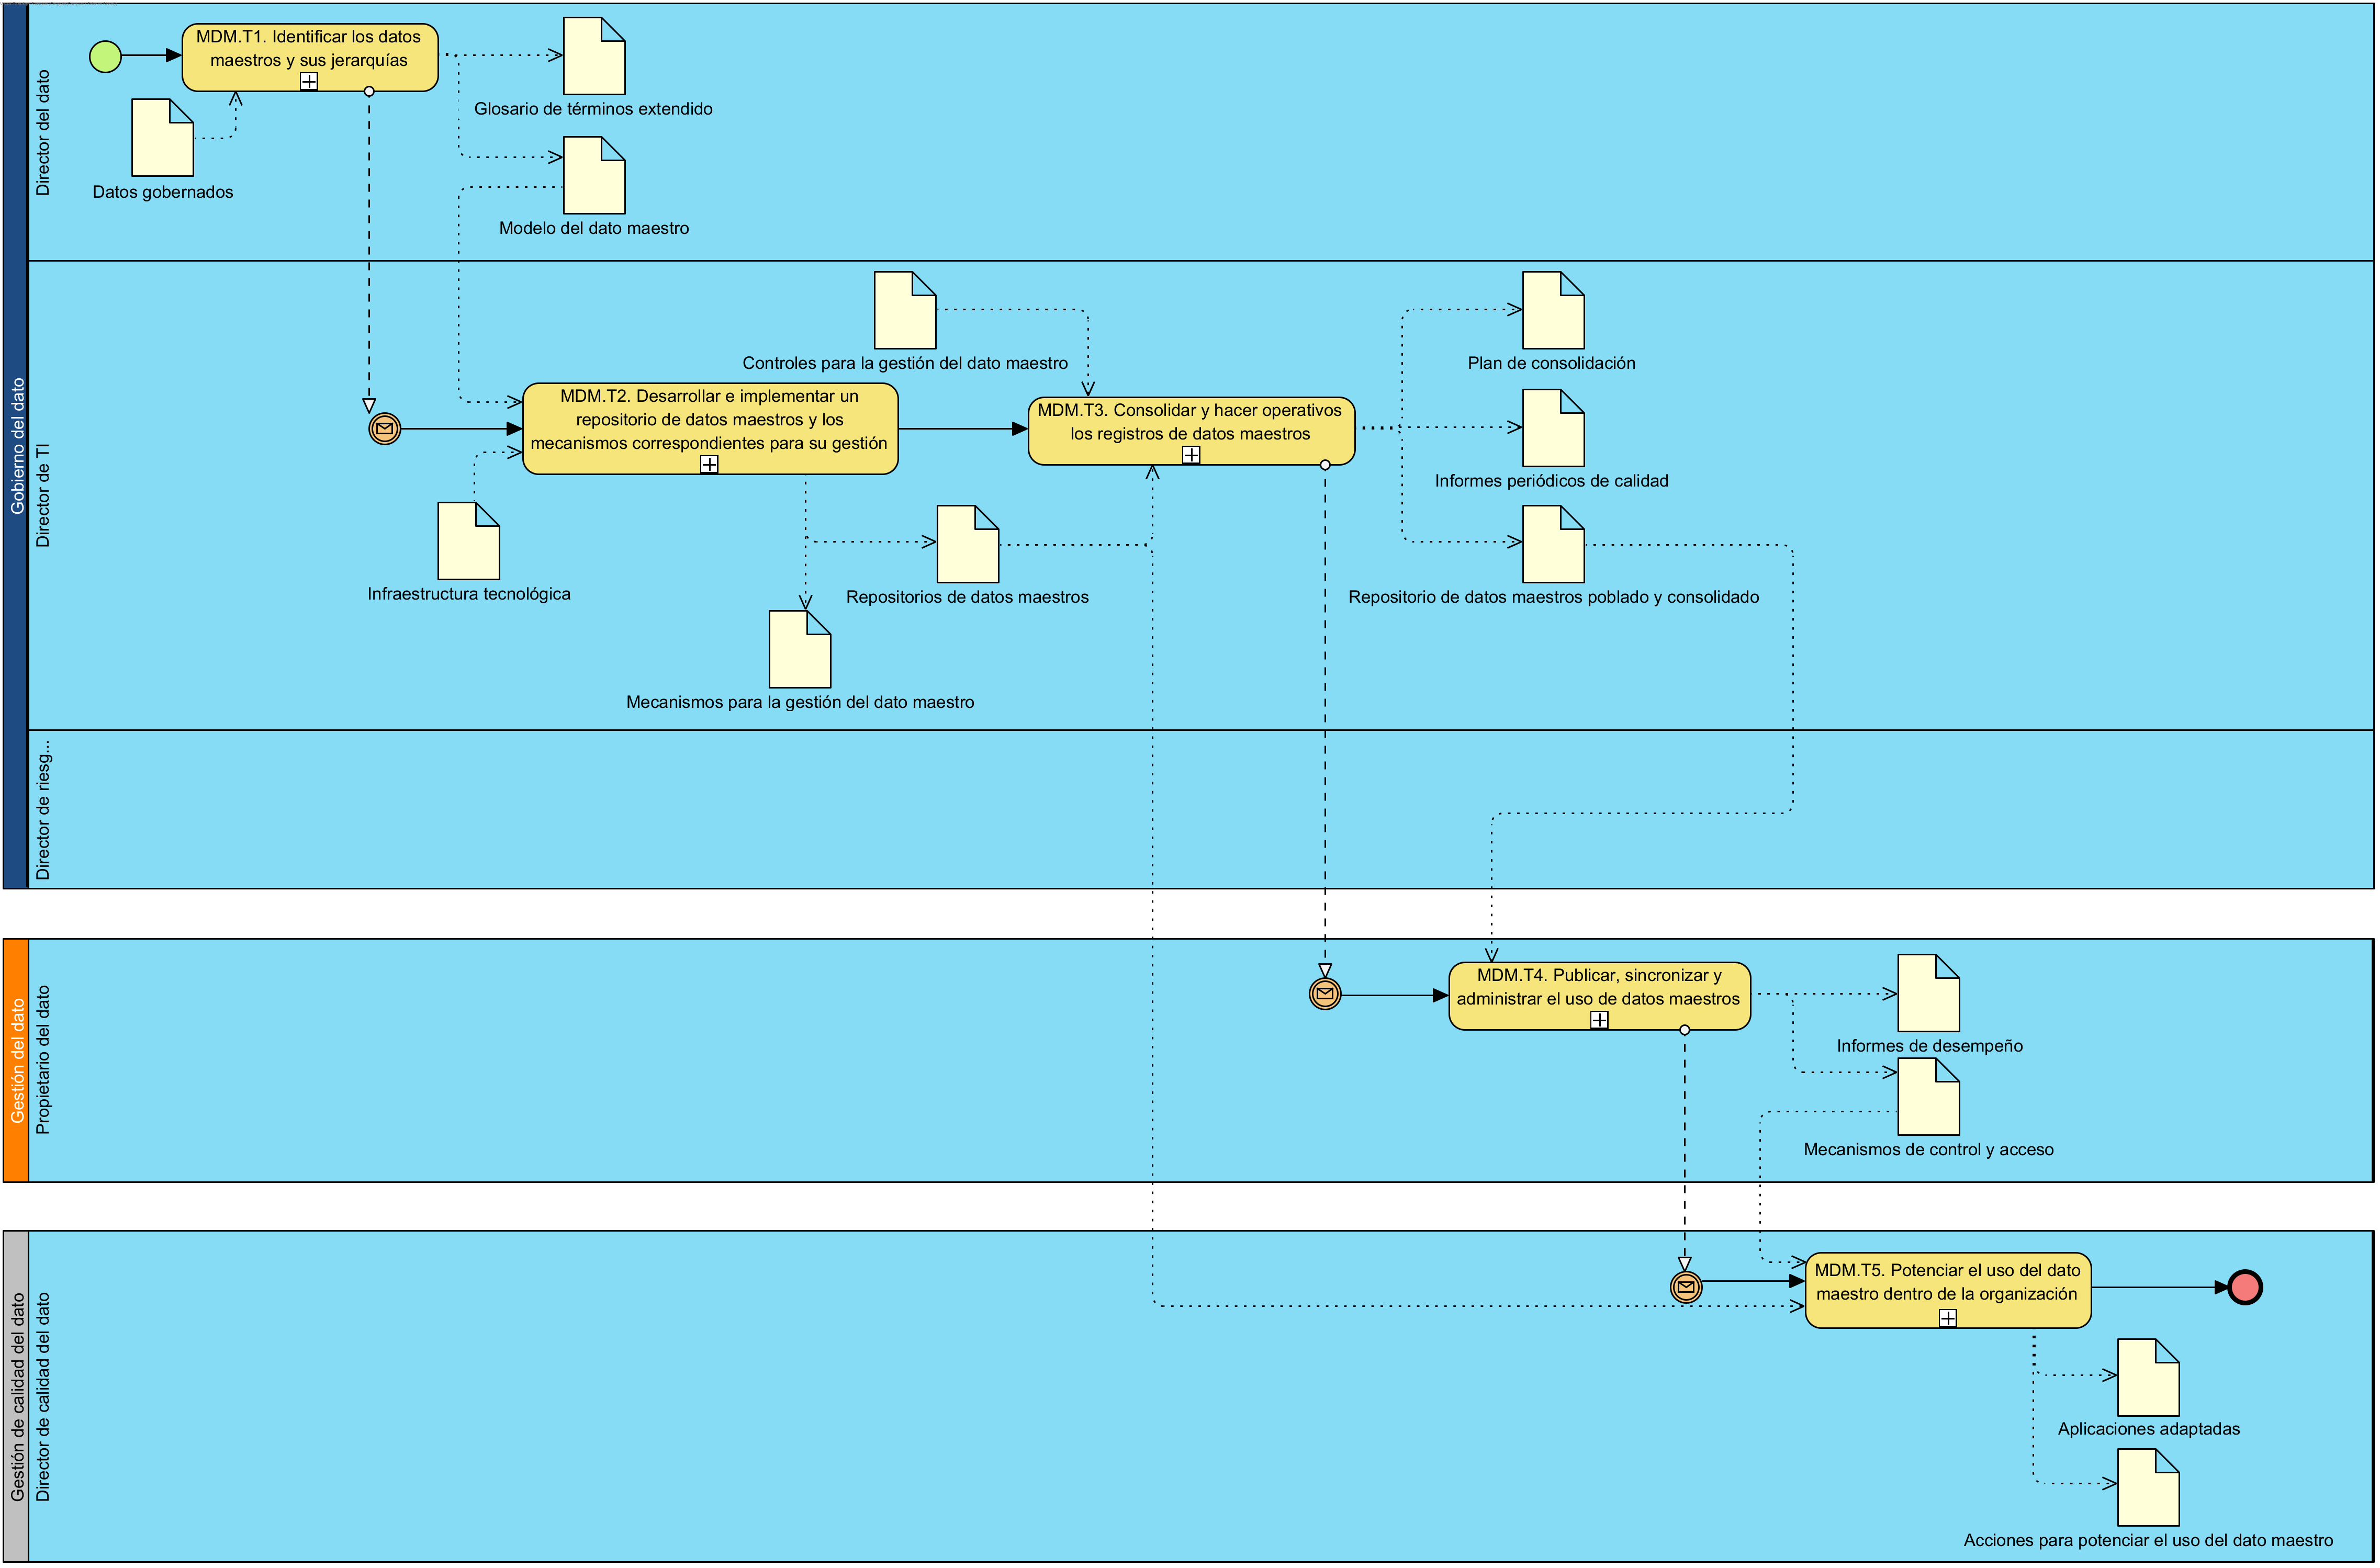 Gobierno del dato
Director del dato
MDM.T1. Identificar los datos
maestros y sus jerarquías
Glosario de términos extendido
Datos gobernados
Modelo del dato maestro
Director de TI
Controles para la gestión del dato maestro
Plan de consolidación
MDM.T2. Desarrollar e implementar un
repositorio de datos maestros y los
mecanismos correspondientes para su gestión
MDM.T3. Consolidar y hacer operativos
los registros de datos maestros
Informes periódicos de calidad
Infraestructura tecnológica
Repositorios de datos maestros
Repositorio de datos maestros poblado y consolidado
Mecanismos para la gestión del dato maestro
Director de riesg...
Gestión del dato
Propietario del dato
MDM.T4. Publicar, sincronizar y
administrar el uso de datos maestros
Informes de desempeño
Mecanismos de control y acceso
Gestión de calidad del dato
Director de calidad del dato
MDM.T5. Potenciar el uso del dato
maestro dentro de la organización
Aplicaciones adaptadas
Acciones para potenciar el uso del dato maestro